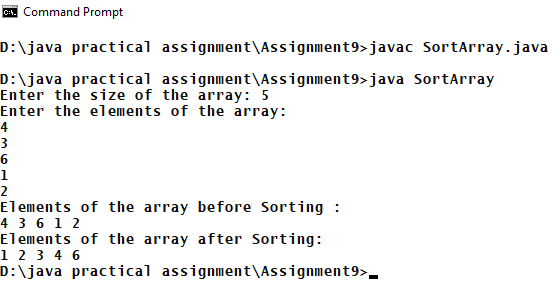 Command Prompt
D:\java practical assignment\Assignment9>javac SortArray.java
D:\java practical assignment\Assignment9>java SortArray
Enter the size of the array: 5
Enter the elements of the array:
4
3
6
1
2
Elements of the array before Sorting :
4 3 6 1 2
Elements of the array after Sorting:
1 2 3 4 6
D:\java practical assignment\Assignment9>